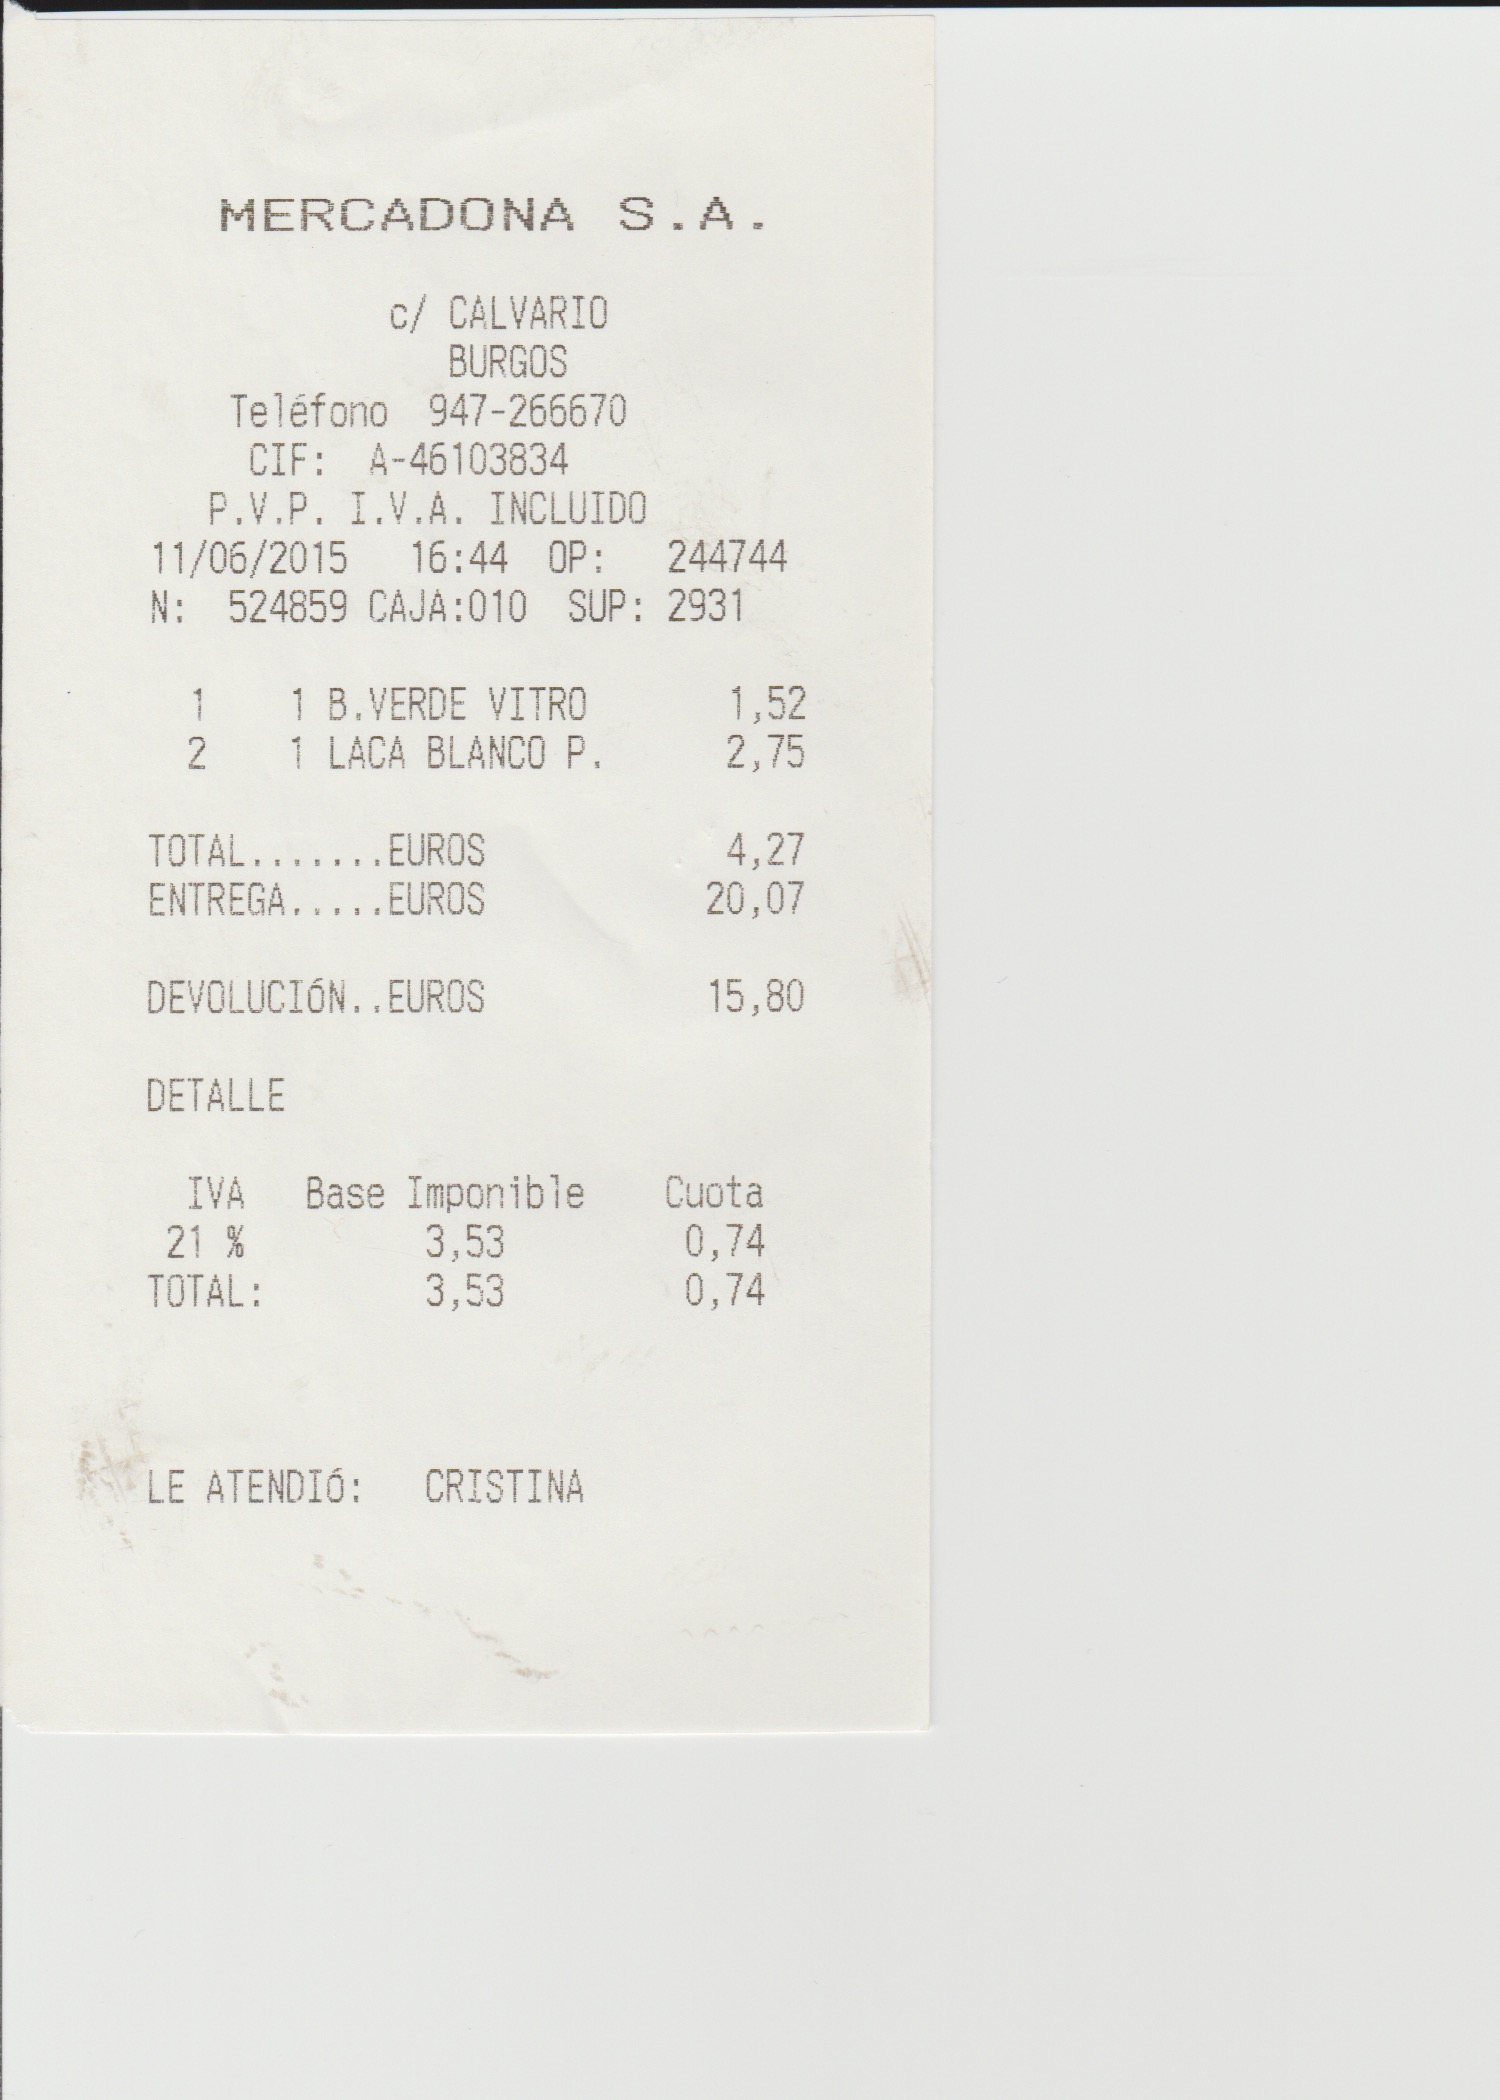 MERCADONA S.A.
c/ CALVARIO
BURGOS
Teléfono 947-266670
CIF: A-46103834
P.V.P. I.V.A. INCLUIDO
11/06/2015 16:44 OP: 244744
N: 524859 CAJA:010 SUP: 2931
1 1 B.VERDE VITRO 1,52
2 1 LACA BLANCO P. 2,75
TOTAL.......EUROS 4,27
ENTREGA.....EUROS 20,07
DEVOLUCIóN..EUROS 15,80
DETALLE
IVA Base Imponible Cuota
21 % 3,53 0,74
TOTAL: 3,53 0,74
LE ATENDIó: CRISTINA